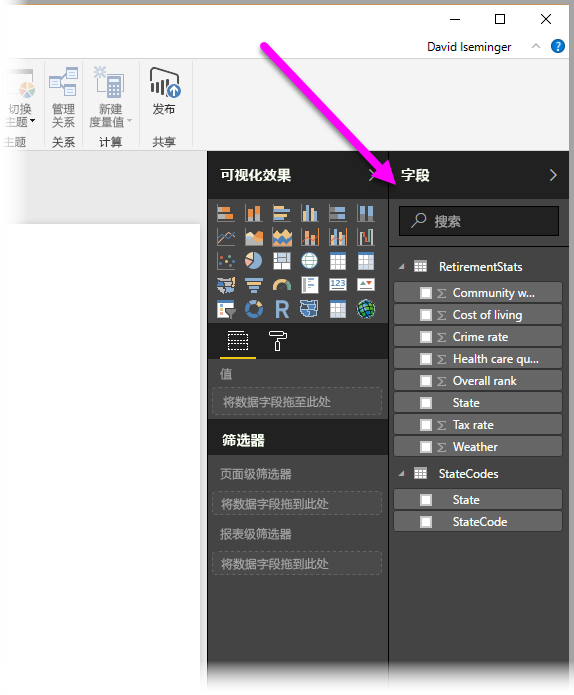 David Iseminger
?
切换
主题
管理
关系
新建
度量值
发布
主题
关系
计算
共享
可视化效果
字段
搜索
RetirementStats
Community w...
Cost of living
Crime rate
Health care qu...
Overall rank
State
Tax rate
Weather
StateCodes
State
StateCode
123
R
值
将数据字段拖至此处
筛选器
页面级筛选器
将数据字段拖到此处
报表级筛选器
将数据字段拖到此处